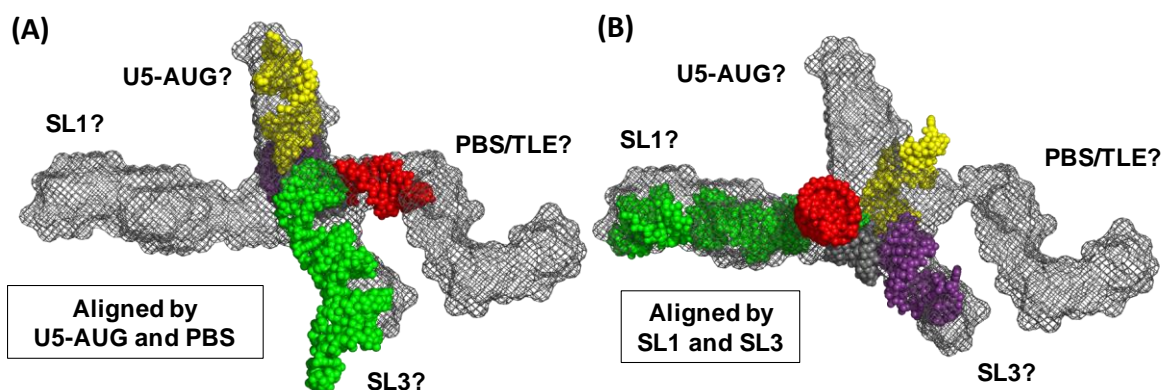 (A)
U5-AUG?
SL1?
PBS/TLE?
Aligned by
U5-AUG and PBS
SL3?
(B)
U5-AUG?
SL1?
PBS/TLE?
Aligned by
SL1 and SL3
SL3?